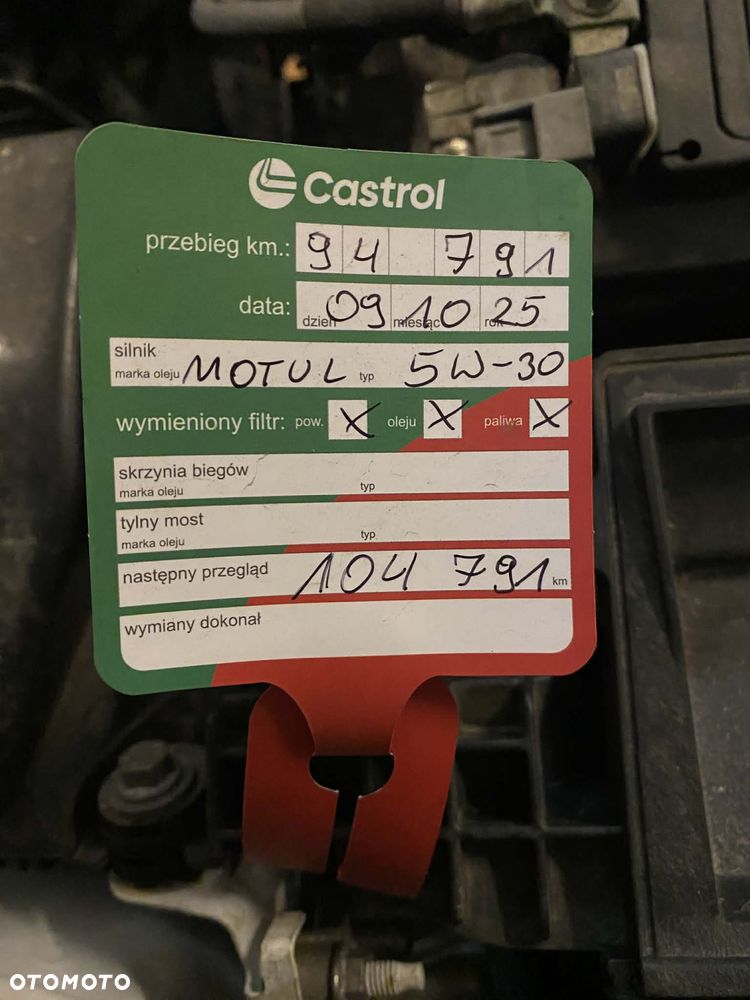 Castrol
przebieg km.: 94 791
data: dzień 09 miesiąc 10 rok 25
silnik
marka oleju MOTUL typ 5W-30
wymieniony filtr: pow. X oleju X paliwa X
skrzynia biegów
marka oleju typ
tylny most
marka oleju typ
następny przegląd 104 791 km
wymiany dokonał
OTOMOTO